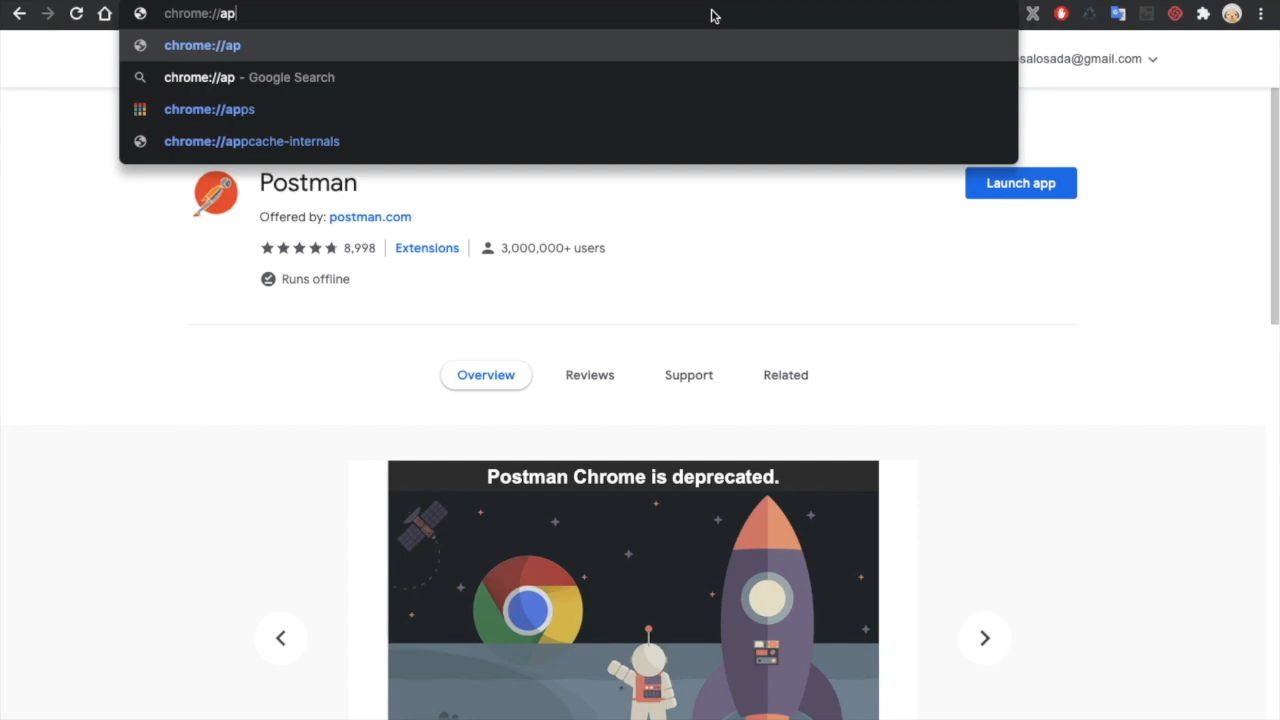 chrome://ap
chrome://ap
chrome://ap - Google Search
chrome://apps
chrome://appcache-internals
salosada@gmail.com
Postman
Launch app
Offered by: postman.com
8,998 Extensions 3,000,000+ users
Runs offline
Overview Reviews Support Related
Postman Chrome is deprecated.